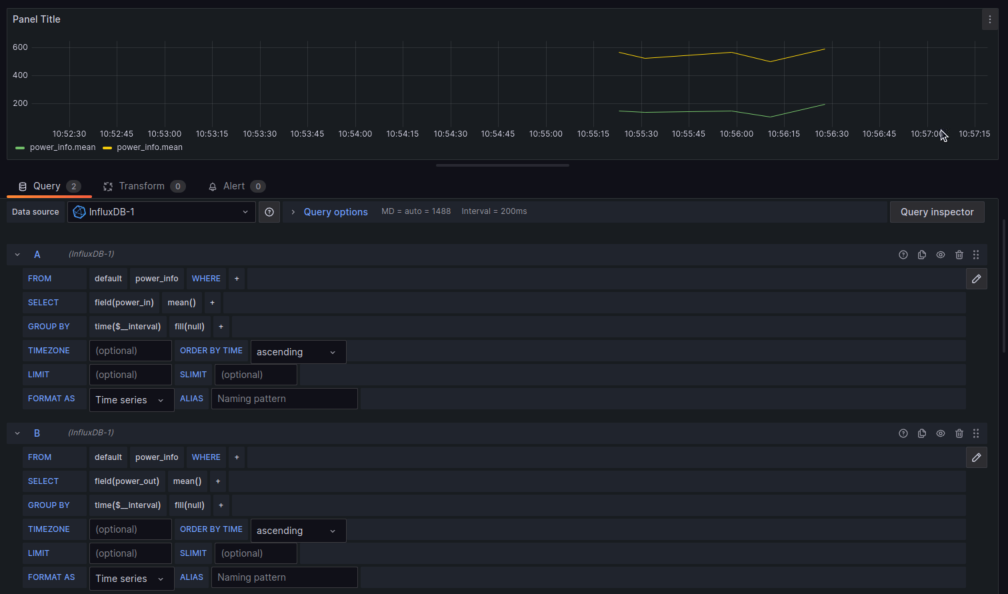 Panel Title
600
400
200
10:52:30 10:52:45 10:53:00 10:53:15 10:53:30 10:53:45 10:54:00 10:54:15 10:54:30 10:54:45 10:55:00 10:55:15 10:55:30 10:55:45 10:56:00 10:56:15 10:56:30 10:56:45 10:57:00 10:57:15
power_info.mean power_info.mean
Query 2 Transform 0 Alert 0
Data source InfluxDB-1 Query options MD = auto = 1488 Interval = 200ms Query inspector
A (InfluxDB-1)
FROM default power_info WHERE +
SELECT field(power_in) mean() +
GROUP BY time($__interval) fill(null) +
TIMEZONE (optional) ORDER BY TIME ascending
LIMIT (optional) SLIMIT (optional)
FORMAT AS Time series ALIAS Naming pattern
B (InfluxDB-1)
FROM default power_info WHERE +
SELECT field(power_out) mean() +
GROUP BY time($__interval) fill(null) +
TIMEZONE (optional) ORDER BY TIME ascending
LIMIT (optional) SLIMIT (optional)
FORMAT AS Time series ALIAS Naming pattern